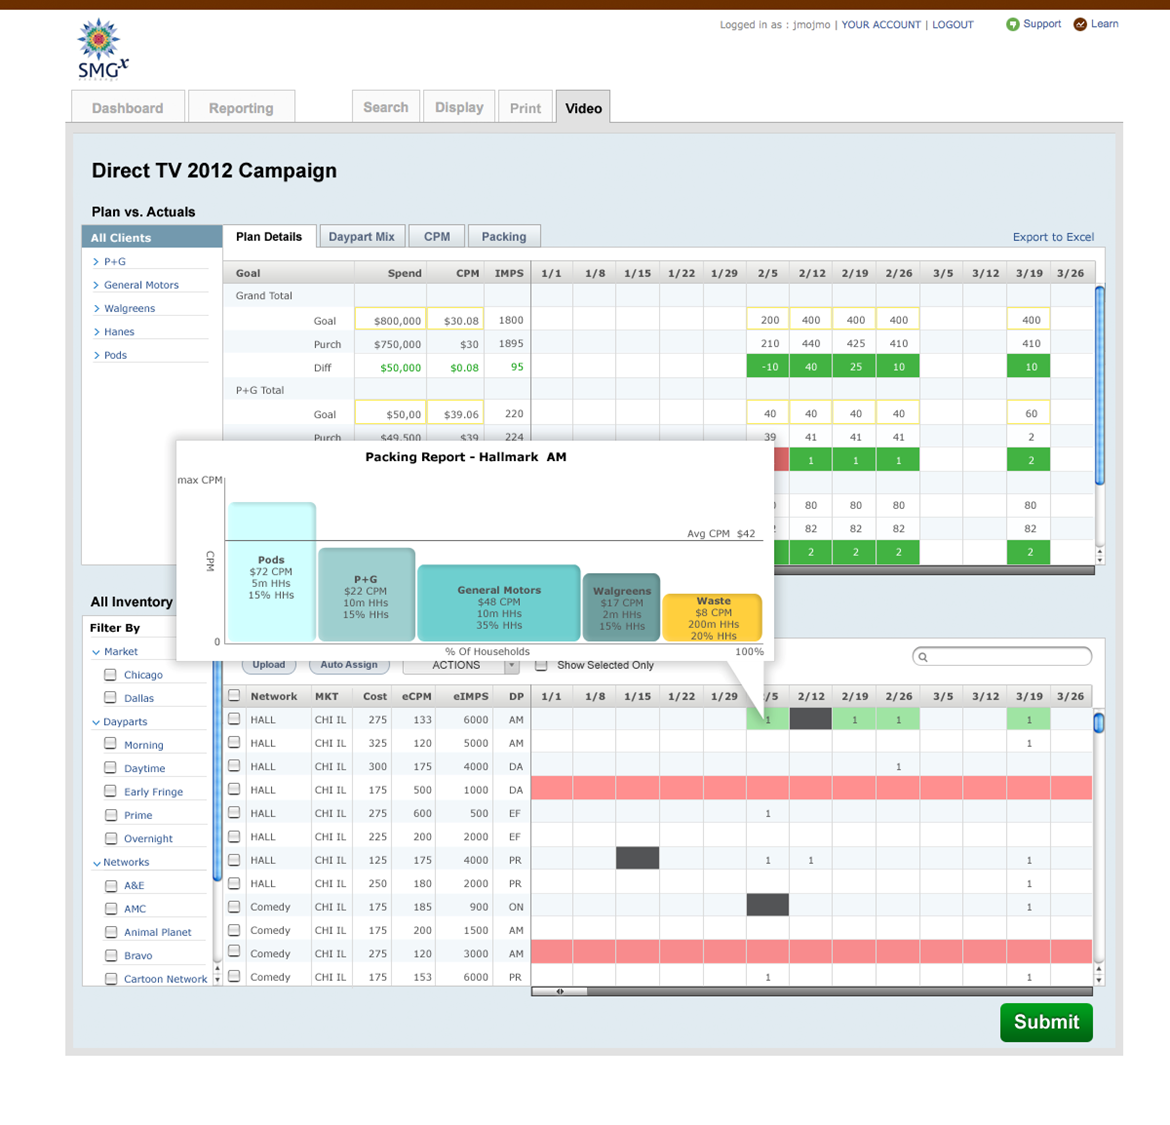 Logged in as : jmojmo | YOUR ACCOUNT | LOGOUT Support Learn
SMGx
Dashboard Reporting Search Display Print Video
Direct TV 2012 Campaign
Plan vs. Actuals
All Clients Plan Details Daypart Mix CPM Packing Export to Excel
> P+G
> General Motors
> Walgreens
> Hanes
> Pods
Goal Spend CPM IMPS 1/1 1/8 1/15 1/22 1/29 2/5 2/12 2/19 2/26 3/5 3/12 3/19 3/26
Grand Total
Goal $800,000 $30.08 1800 200 400 400 400 400
Purch $750,000 $30 1895 210 440 425 410 410
Diff $50,000 $0.08 95 -10 40 25 10 10
P+G Total
Goal $50,00 $39.06 220 40 40 40 40 60
Purch $49,500 $39 224 39 41 41 41 2
1 1 1 2
80 80 80 80
82 82 82 82
2 2 2 2
Packing Report - Hallmark AM
max CPM
Avg CPM $42
CPM
Pods
$72 CPM
5m HHs
15% HHs
P+G
$22 CPM
10m HHs
15% HHs
General Motors
$48 CPM
10m HHs
35% HHs
Walgreens
$17 CPM
2m HHs
15% HHs
Waste
$8 CPM
200m HHs
20% HHs
0 % Of Households 100%
All Inventory
Filter By
Market
Chicago
Dallas
Dayparts
Morning
Daytime
Early Fringe
Prime
Overnight
Networks
A&E
AMC
Animal Planet
Bravo
Cartoon Network
Upload Auto Assign ACTIONS Show Selected Only
Network MKT Cost eCPM eIMPS DP 1/1 1/8 1/15 1/22 1/29 2/5 2/12 2/19 2/26 3/5 3/12 3/19 3/26
HALL CHI IL 275 133 6000 AM 1 1 1 1
HALL CHI IL 325 120 5000 AM 1
HALL CHI IL 300 175 4000 DA 1
HALL CHI IL 175 500 1000 DA
HALL CHI IL 275 600 500 EF 1
HALL CHI IL 225 200 2000 EF
HALL CHI IL 125 175 4000 PR 1 1 1
HALL CHI IL 250 180 2000 PR 1
Comedy CHI IL 175 185 900 ON 1
Comedy CHI IL 175 200 1500 AM
Comedy CHI IL 275 120 3000 AM
Comedy CHI IL 175 153 6000 PR 1 1
Submit